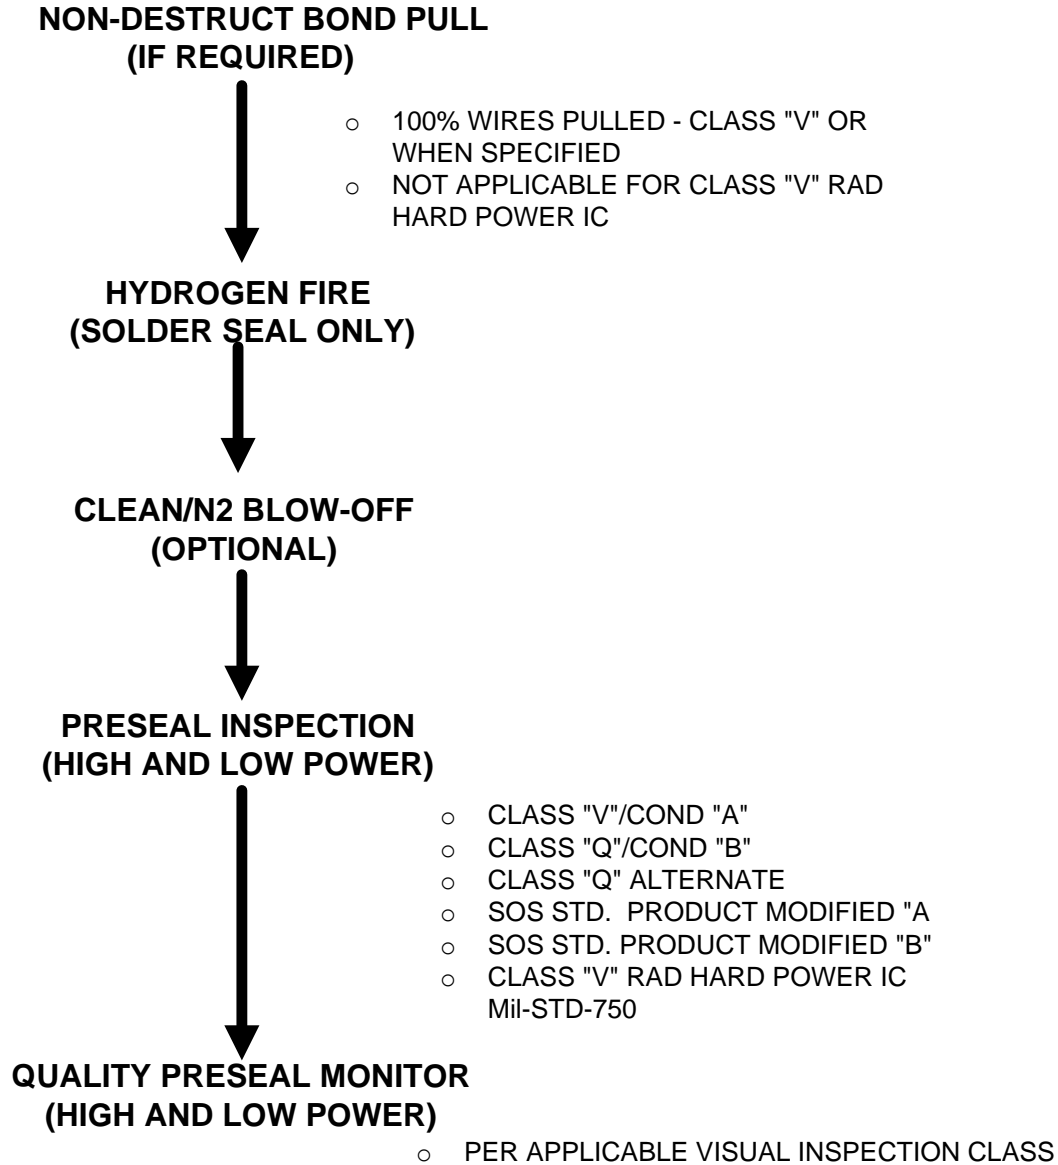 NON-DESTRUCT BOND PULL
(IF REQUIRED)
○ 100% WIRES PULLED - CLASS "V" OR
WHEN SPECIFIED
○ NOT APPLICABLE FOR CLASS "V" RAD
HARD POWER IC
HYDROGEN FIRE
(SOLDER SEAL ONLY)
CLEAN/N2 BLOW-OFF
(OPTIONAL)
PRESEAL INSPECTION
(HIGH AND LOW POWER)
○ CLASS "V"/COND "A"
○ CLASS "Q"/COND "B"
○ CLASS "Q" ALTERNATE
○ SOS STD.  PRODUCT MODIFIED "A
○ SOS STD. PRODUCT MODIFIED "B"
○ CLASS "V" RAD HARD POWER IC
Mil-STD-750
QUALITY PRESEAL MONITOR
(HIGH AND LOW POWER)
○ PER APPLICABLE VISUAL INSPECTION CLASS